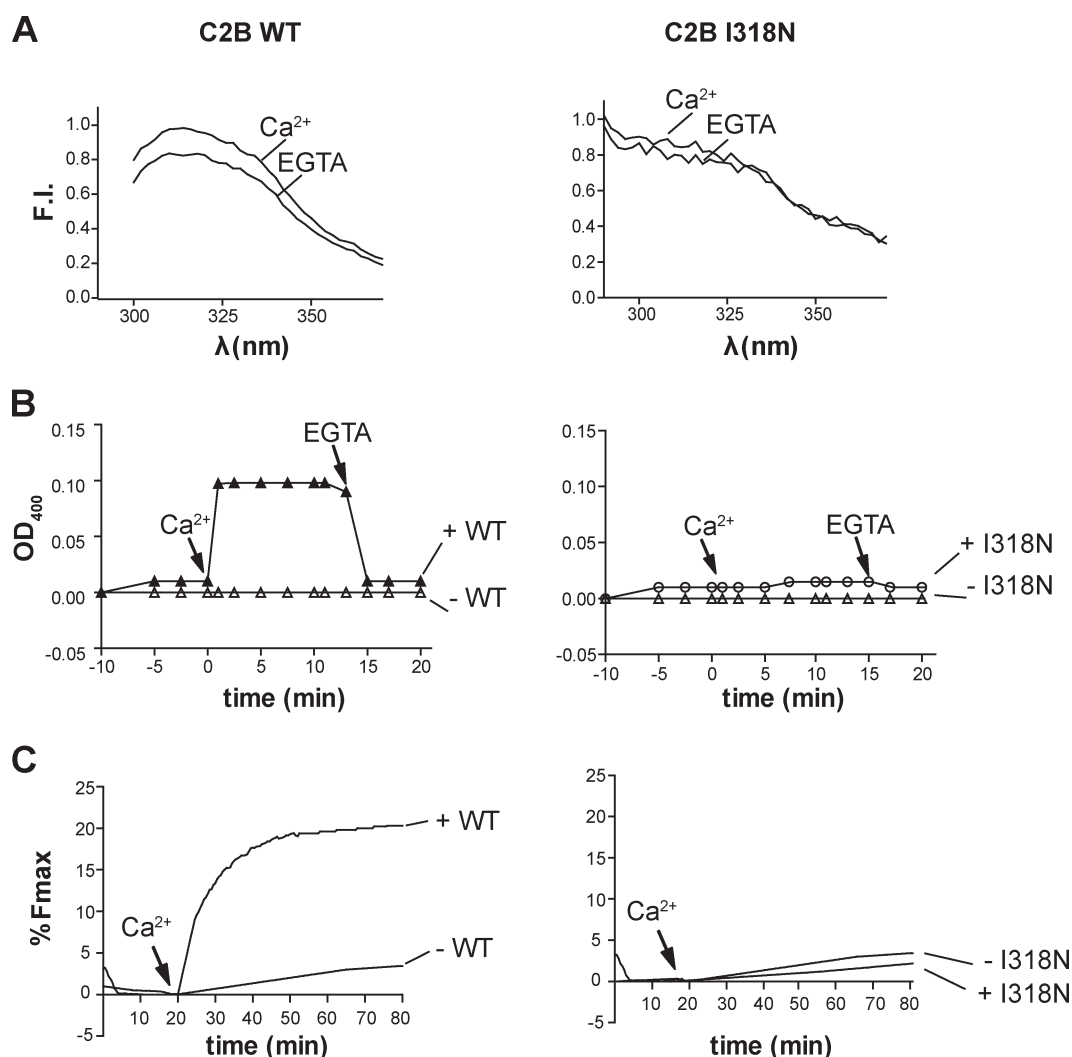 A
C2B WT
C2B I318N
F.I.
1.0
0.8
0.6
0.4
0.2
0.0
Ca²⁺
EGTA
300
325
350
λ(nm)
1.0
0.8
0.6
0.4
0.2
0.0
Ca²⁺
EGTA
300
325
350
λ(nm)
B
OD₄₀₀
0.15
0.10
0.05
0.00
-0.05
Ca²⁺
EGTA
+ WT
- WT
-10
-5
0
5
10
15
20
time (min)
0.15
0.10
0.05
0.00
-0.05
Ca²⁺
EGTA
+ I318N
- I318N
-10
-5
0
5
10
15
20
time (min)
C
%Fmax
25
20
15
10
5
0
-5
Ca²⁺
+ WT
- WT
10
20
30
40
50
60
70
80
time (min)
25
20
15
10
5
0
-5
Ca²⁺
- I318N
+ I318N
10
20
30
40
50
60
70
80
time (min)